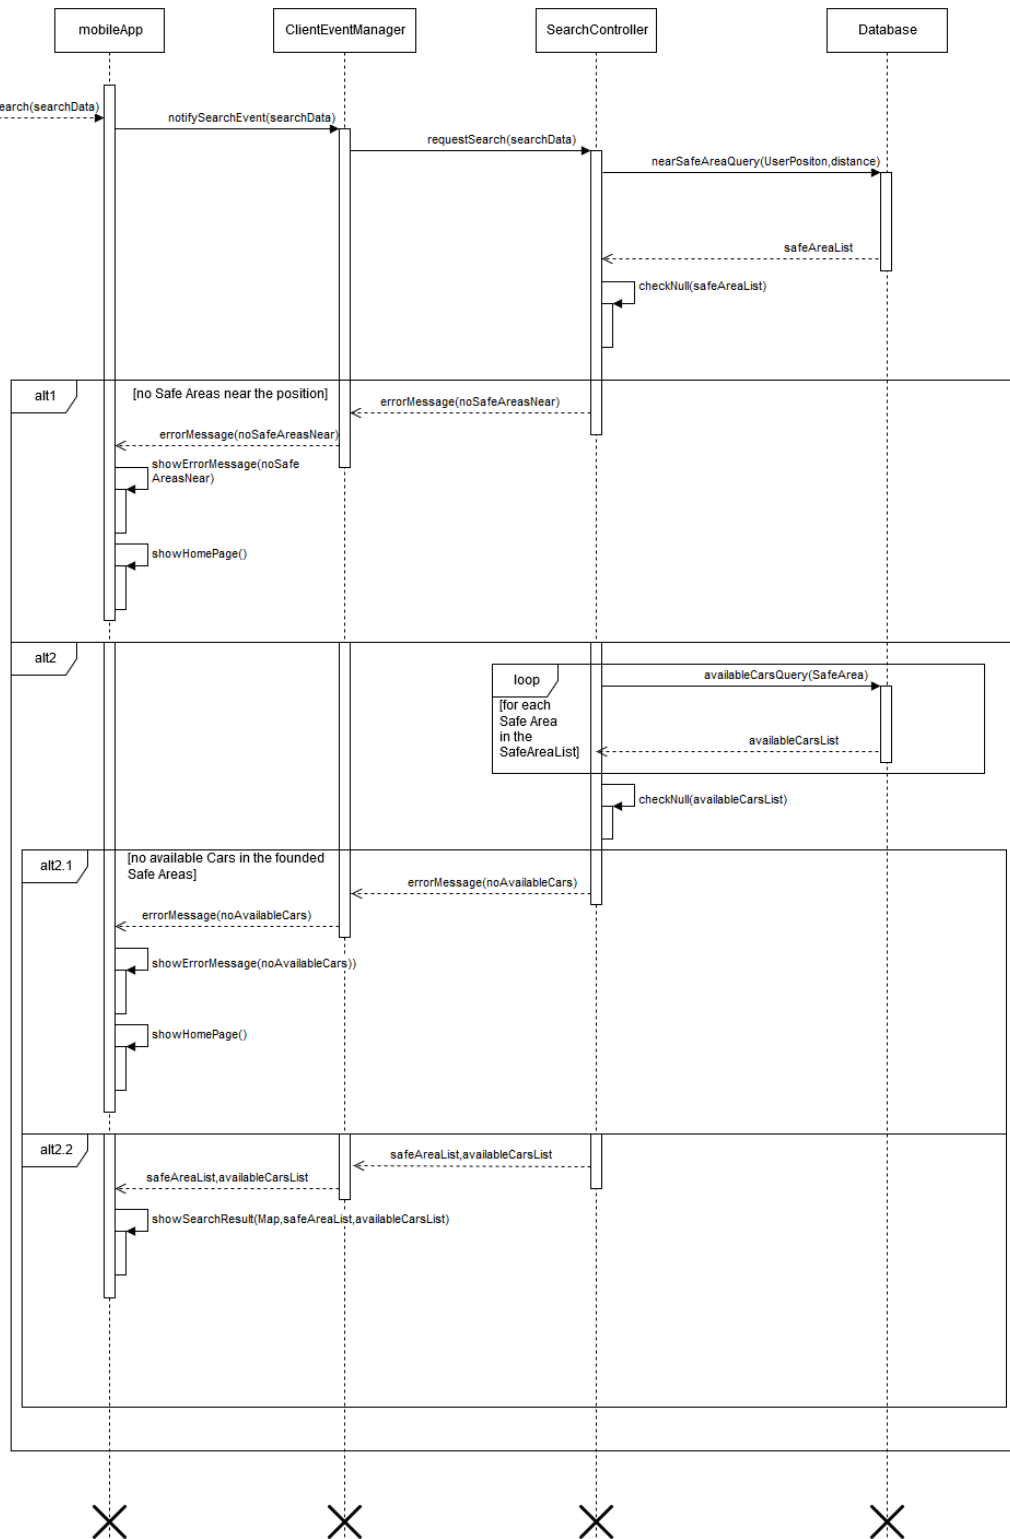 mobileApp
ClientEventManager
SearchController
Database
earch(searchData)
notifySearchEvent(searchData)
requestSearch(searchData)
nearSafeAreaQuery(UserPositon,distance)
safeAreaList
checkNull(safeAreaList)
alt1
[no Safe Areas near the position]
errorMessage(noSafeAreasNear)
errorMessage(noSafeAreasNear)
showErrorMessage(noSafe
AreasNear)
showHomePage()
alt2
loop
availableCarsQuery(SafeArea)
[for each
Safe Area
in the
SafeAreaList]
availableCarsList
checkNull(availableCarsList)
alt2.1
[no available Cars in the founded
Safe Areas]
errorMessage(noAvailableCars)
errorMessage(noAvailableCars)
showErrorMessage(noAvailableCars))
showHomePage()
alt2.2
safeAreaList,availableCarsList
safeAreaList,availableCarsList
showSearchResult(Map,safeAreaList,availableCarsList)